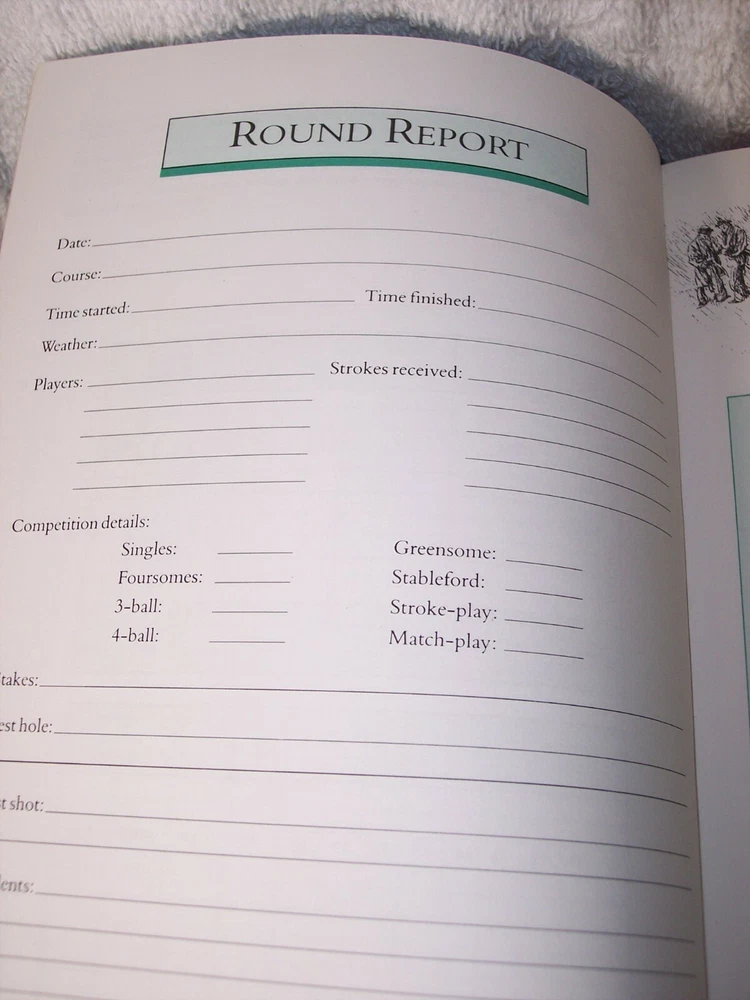 ROUND REPORT
Date:
Course:
Time started: Time finished:
Weather:
Players: Strokes received:
Competition details:
Singles: Greensome:
Foursomes: Stableford:
3-ball: Stroke-play:
4-ball: Match-play:
takes:
est hole:
t shot:
ents: